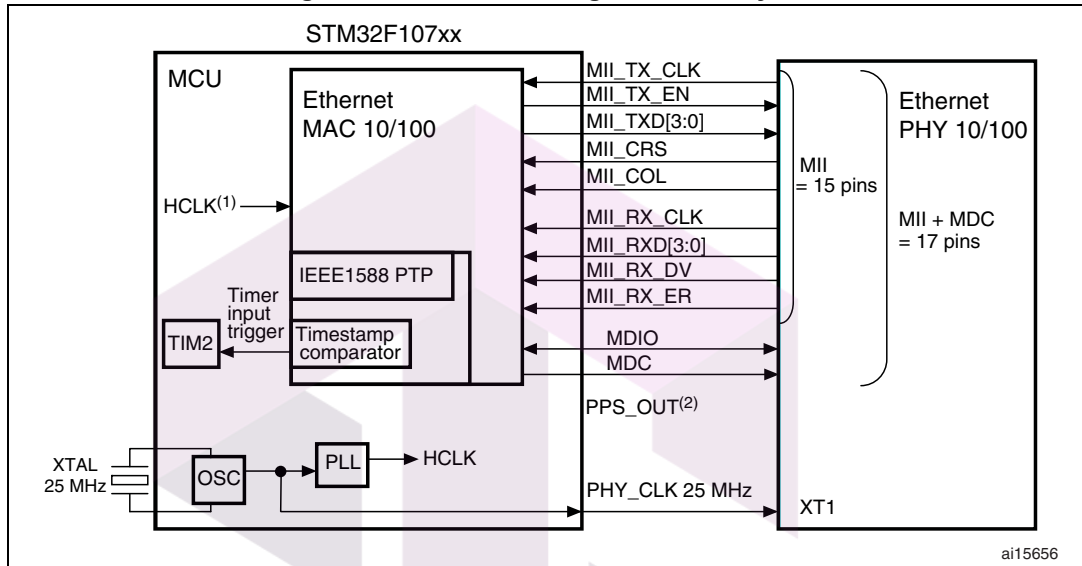 STM32F107xx
MCU
Ethernet
MAC 10/100
HCLK(1)
IEEE1588 PTP
Timer
input
trigger
TIM2
Timestamp
comparator
XTAL
25 MHz
OSC
PLL
HCLK
MII_TX_CLK
MII_TX_EN
MII_TXD[3:0]
MII_CRS
MII_COL
MII_RX_CLK
MII_RXD[3:0]
MII_RX_DV
MII_RX_ER
MDIO
MDC
PPS_OUT(2)
PHY_CLK 25 MHz
MII
= 15 pins
Ethernet
PHY 10/100
MII + MDC
= 17 pins
XT1
ai15656